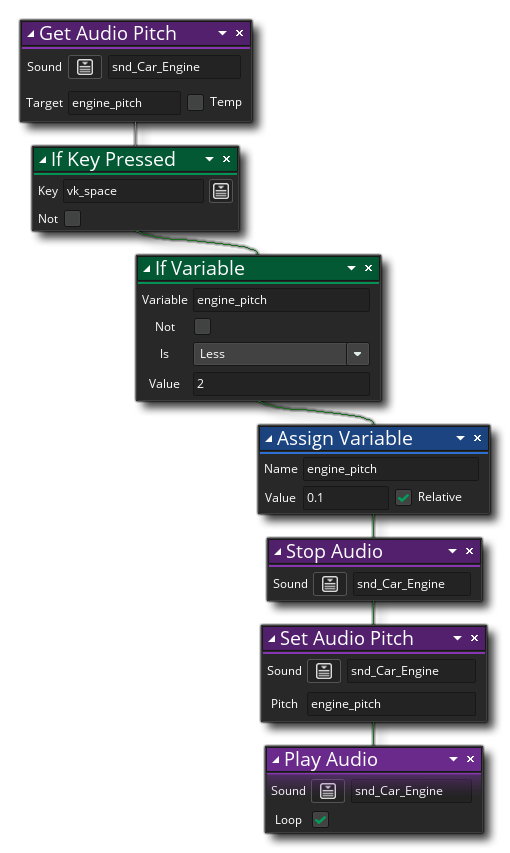 Get Audio Pitch
Sound snd_Car_Engine
Target engine_pitch Temp
If Key Pressed
Key vk_space
Not
If Variable
Variable engine_pitch
Not
Is Less
Value 2
Assign Variable
Name engine_pitch
Value 0.1 Relative
Stop Audio
Sound snd_Car_Engine
Set Audio Pitch
Sound snd_Car_Engine
Pitch engine_pitch
Play Audio
Sound snd_Car_Engine
Loop